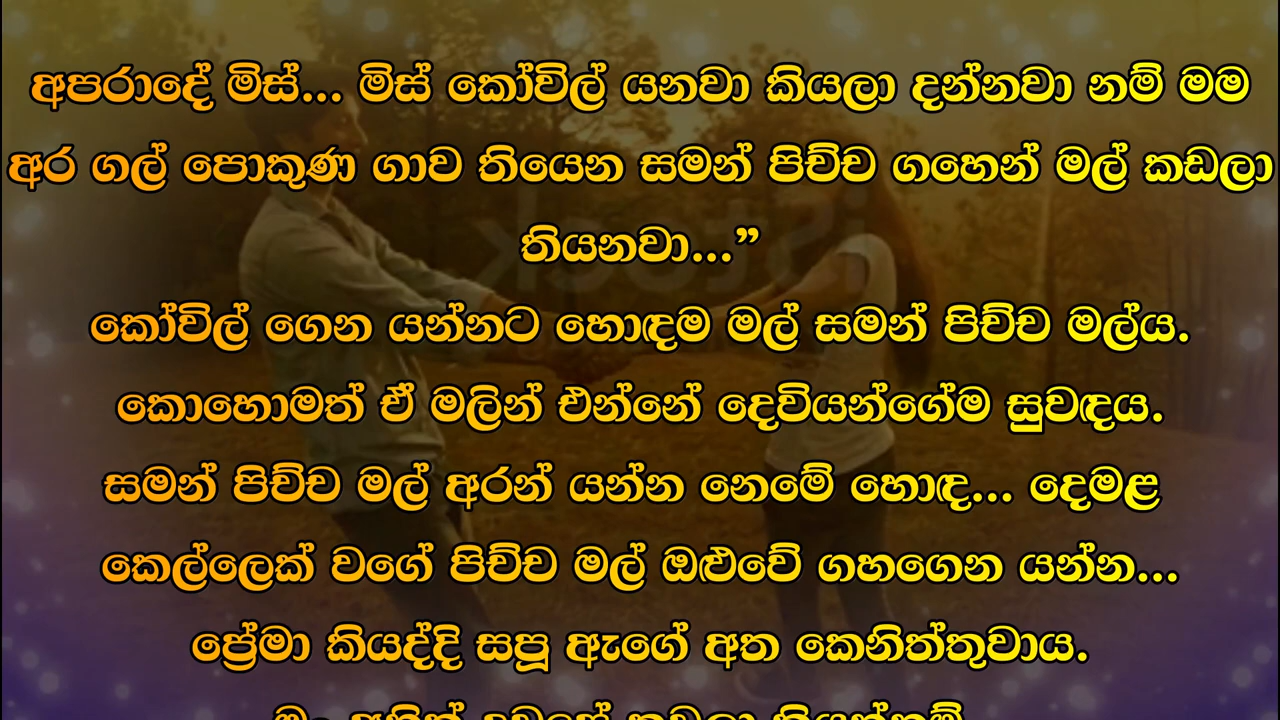 අපරාදේ මිස්... මිස් කෝවිල් යනවා කියලා දන්නවා නම් මම
අර ගල් පොකුණ ගාව තියෙන සමන් පිච්ච ගහෙන් මල් කඩලා
තියනවා...”
කෝවිල් ගෙන යන්නට හොඳම මල් සමන් පිච්ච මල්ය.
කොහොමත් ඒ මලින් එන්නේ දෙවියන්ගේම සුවඳය.
සමන් පිච්ච මල් අරන් යන්න නෙමේ හොඳ... දෙමළ
කෙල්ලෙක් වගේ පිච්ච මල් ඔළුවේ ගහගෙන යන්න...
ප්‍රේමා කියද්දි සපූ ඇගේ අත කෙනිත්තුවාය.